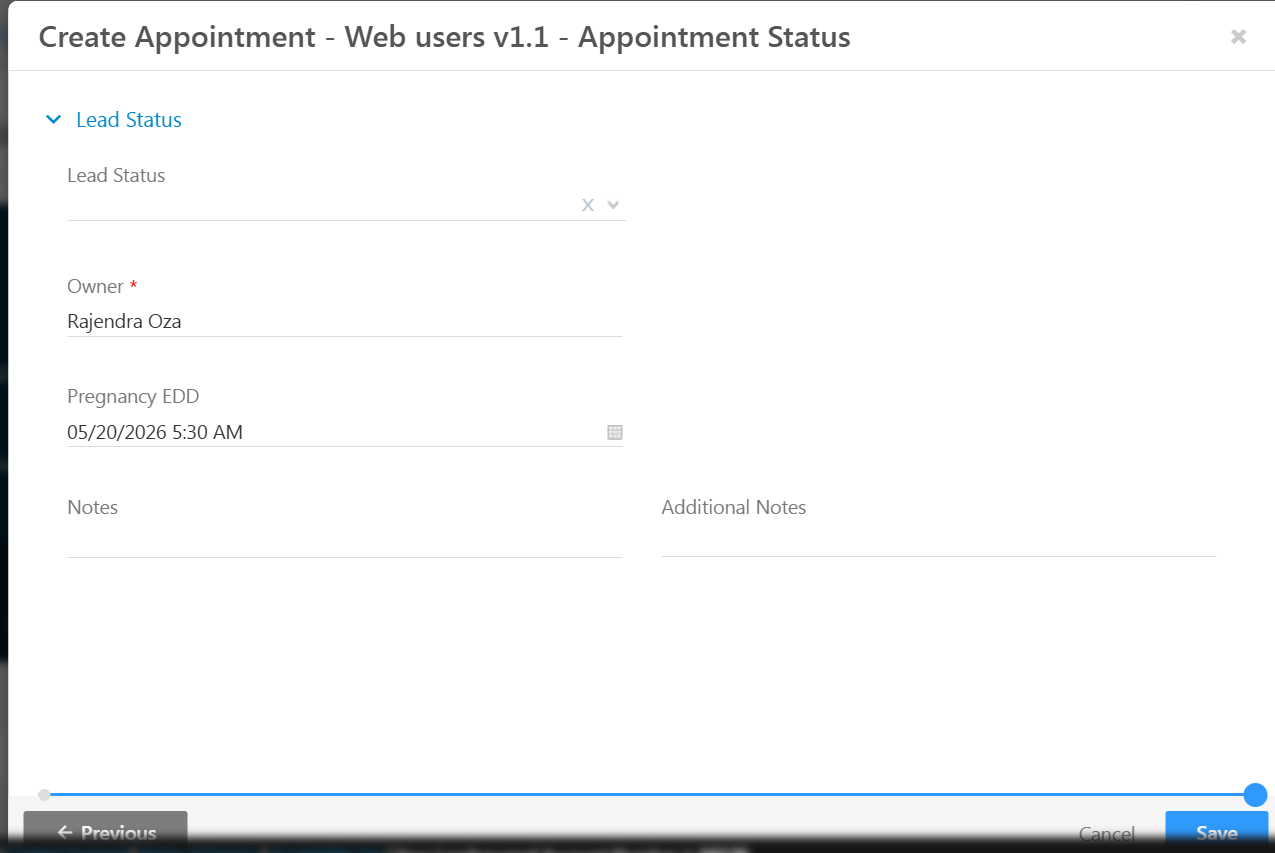 Create Appointment - Web users v1.1 - Appointment Status
Lead Status
Lead Status
X
Owner *
Rajendra Oza
Pregnancy EDD
05/20/2026 5:30 AM
Notes
Additional Notes
Previous
Cancel
Save